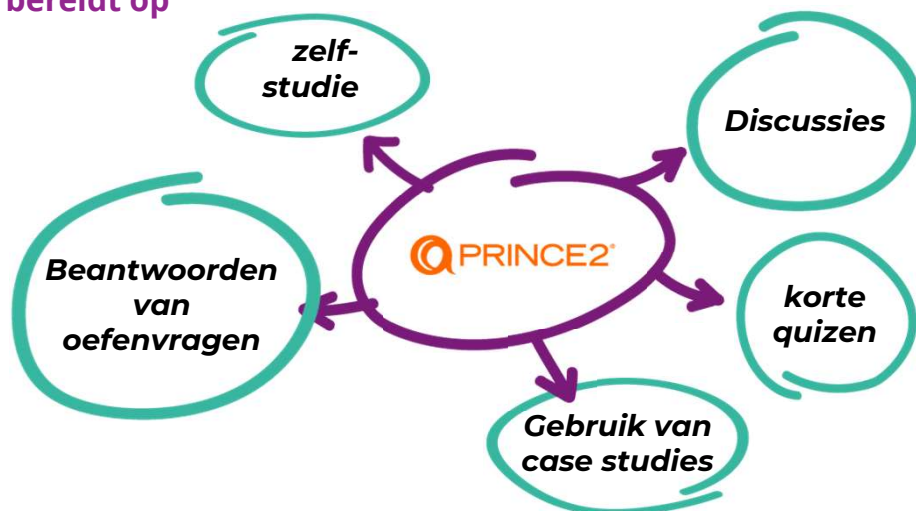 bereidt op
zelf-
studie
Discussies
PRINCE2®
Beantwoorden
van
oefenvragen
korte
quizen
Gebruik van
case studies